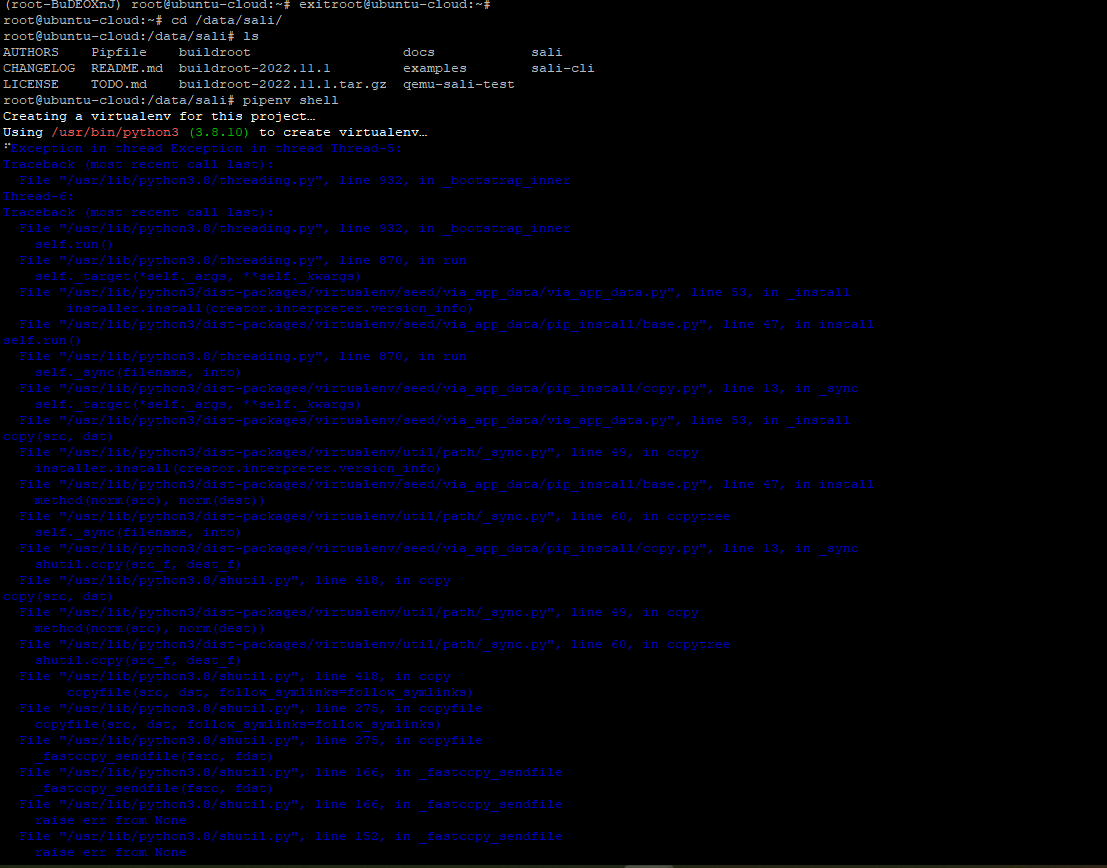 (root-BuDEOXnJ) root@ubuntu-cloud:~# exitroot@ubuntu-cloud:~#
root@ubuntu-cloud:~# cd /data/sali/
root@ubuntu-cloud:/data/sali# ls
AUTHORS    Pipfile    buildroot                   docs            sali
CHANGELOG  README.md  buildroot-2022.11.1         examples        sali-cli
LICENSE    TODO.md    buildroot-2022.11.1.tar.gz  qemu-sali-test
root@ubuntu-cloud:/data/sali# pipenv shell
Creating a virtualenv for this project…
Using /usr/bin/python3 (3.8.10) to create virtualenv…
⠋Exception in thread Exception in thread Thread-5:
Traceback (most recent call last):
  File "/usr/lib/python3.8/threading.py", line 932, in _bootstrap_inner
Thread-6:
Traceback (most recent call last):
  File "/usr/lib/python3.8/threading.py", line 932, in _bootstrap_inner
    self.run()
  File "/usr/lib/python3.8/threading.py", line 870, in run
    self._target(*self._args, **self._kwargs)
  File "/usr/lib/python3/dist-packages/virtualenv/seed/via_app_data/via_app_data.py", line 53, in _install
        installer.install(creator.interpreter.version_info)
  File "/usr/lib/python3/dist-packages/virtualenv/seed/via_app_data/pip_install/base.py", line 47, in install
self.run()
  File "/usr/lib/python3.8/threading.py", line 870, in run
    self._sync(filename, into)
  File "/usr/lib/python3/dist-packages/virtualenv/seed/via_app_data/pip_install/copy.py", line 13, in _sync
    self._target(*self._args, **self._kwargs)
  File "/usr/lib/python3/dist-packages/virtualenv/seed/via_app_data/via_app_data.py", line 53, in _install
copy(src, dst)
  File "/usr/lib/python3/dist-packages/virtualenv/util/path/_sync.py", line 49, in copy
    installer.install(creator.interpreter.version_info)
  File "/usr/lib/python3/dist-packages/virtualenv/seed/via_app_data/pip_install/base.py", line 47, in install
    method(norm(src), norm(dest))
  File "/usr/lib/python3/dist-packages/virtualenv/util/path/_sync.py", line 60, in copytree
    self._sync(filename, into)
  File "/usr/lib/python3/dist-packages/virtualenv/seed/via_app_data/pip_install/copy.py", line 13, in _sync
    shutil.copy(src_f, dest_f)
  File "/usr/lib/python3.8/shutil.py", line 418, in copy
copy(src, dst)
  File "/usr/lib/python3/dist-packages/virtualenv/util/path/_sync.py", line 49, in copy
    method(norm(src), norm(dest))
  File "/usr/lib/python3/dist-packages/virtualenv/util/path/_sync.py", line 60, in copytree
    shutil.copy(src_f, dest_f)
  File "/usr/lib/python3.8/shutil.py", line 418, in copy
        copyfile(src, dst, follow_symlinks=follow_symlinks)
  File "/usr/lib/python3.8/shutil.py", line 275, in copyfile
    copyfile(src, dst, follow_symlinks=follow_symlinks)
  File "/usr/lib/python3.8/shutil.py", line 275, in copyfile
    _fastcopy_sendfile(fsrc, fdst)
  File "/usr/lib/python3.8/shutil.py", line 166, in _fastcopy_sendfile
    _fastcopy_sendfile(fsrc, fdst)
  File "/usr/lib/python3.8/shutil.py", line 166, in _fastcopy_sendfile
    raise err from None
  File "/usr/lib/python3.8/shutil.py", line 152, in _fastcopy_sendfile
    raise err from None